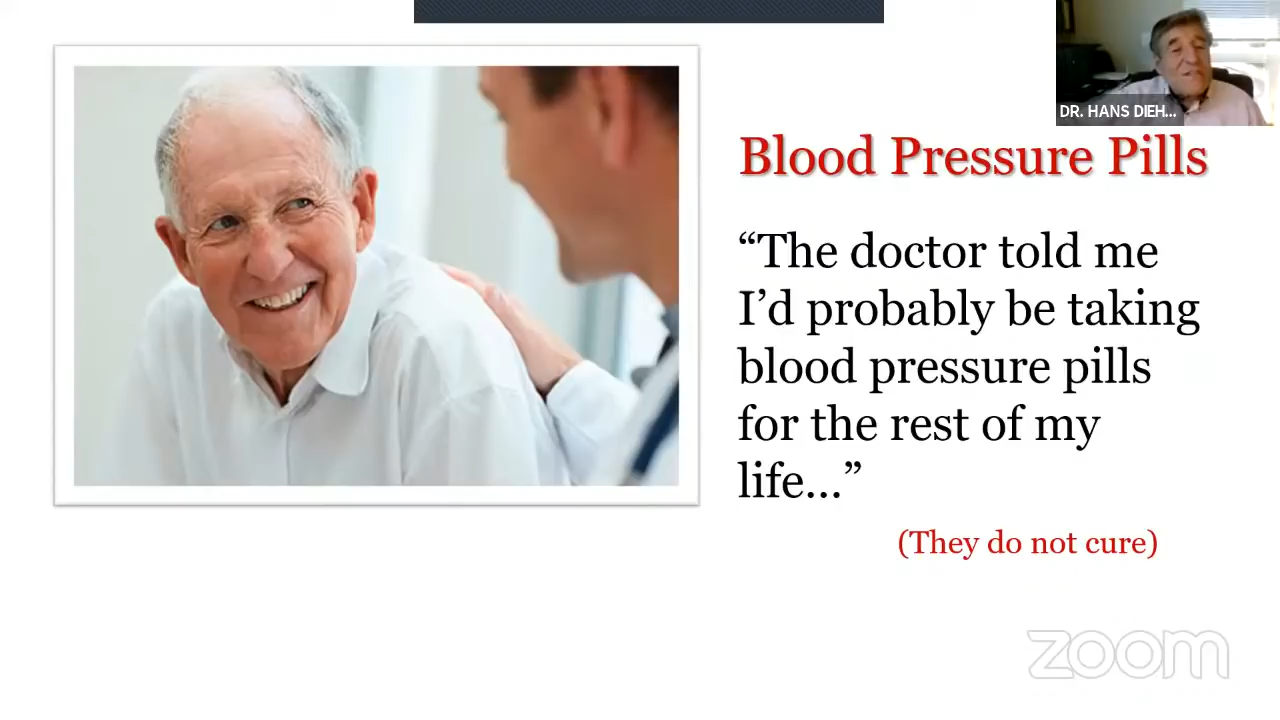 DR. HANS DIEH...
Blood Pressure Pills
“The doctor told me
I’d probably be taking
blood pressure pills
for the rest of my
life...”
(They do not cure)
zoom